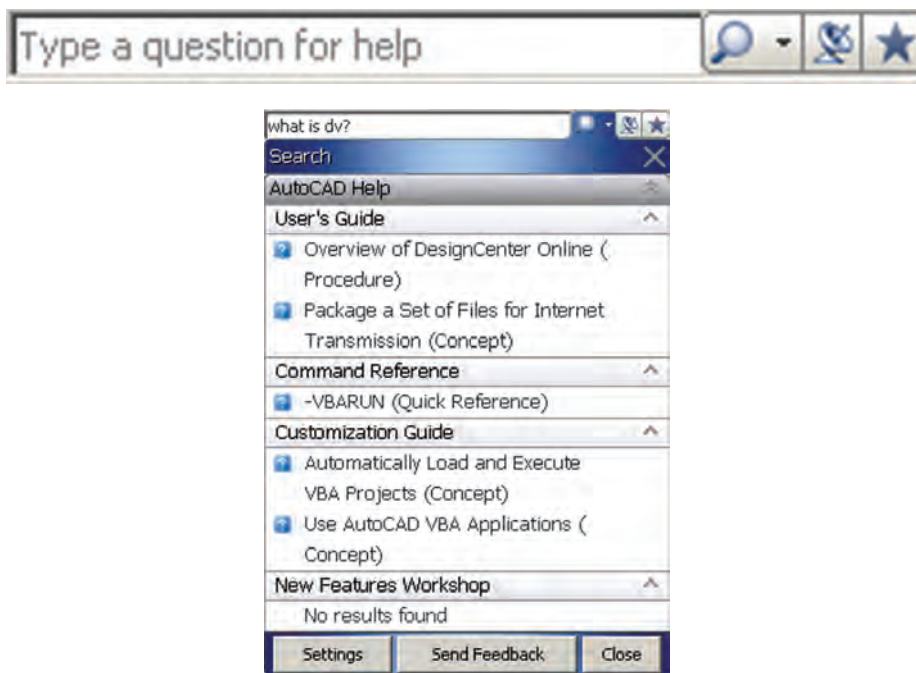 Type a question for help
what is dv?
Search
AutoCAD Help
User's Guide
Overview of DesignCenter Online (
Procedure)
Package a Set of Files for Internet
Transmission (Concept)
Command Reference
-VBARUN (Quick Reference)
Customization Guide
Automatically Load and Execute
VBA Projects (Concept)
Use AutoCAD VBA Applications (
Concept)
New Features Workshop
No results found
Settings Send Feedback Close